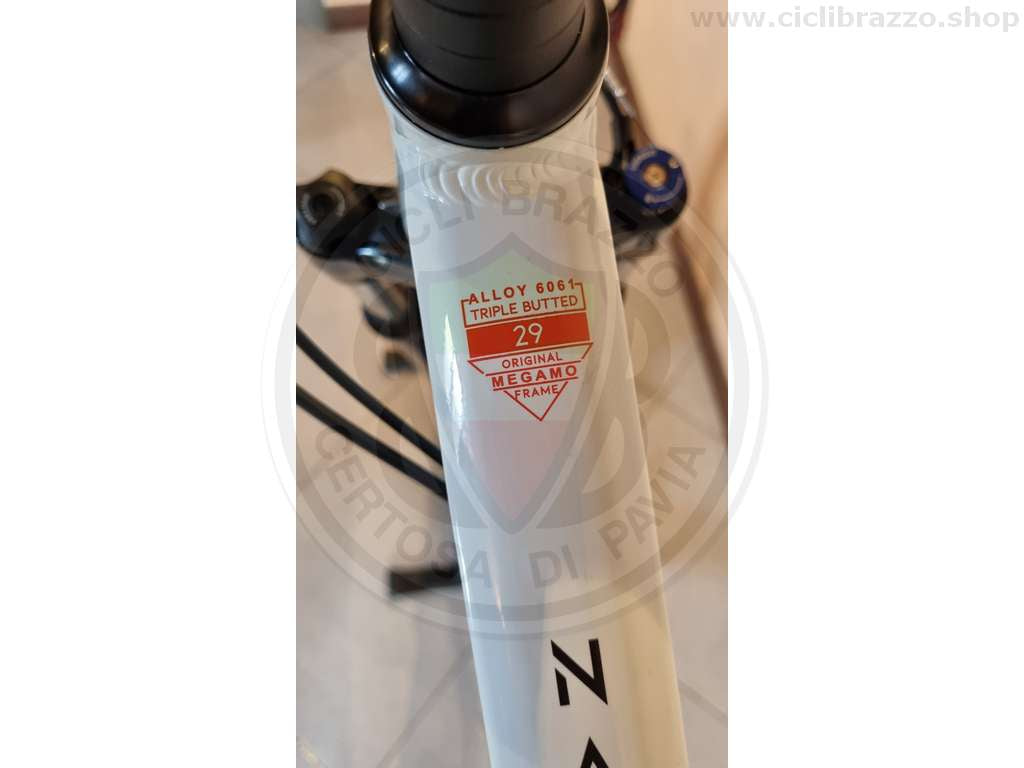 www.ciclibrazzo.shop
CICLI BRAZZO
ALLOY 6061
TRIPLE BUTTED
29
ORIGINAL
MEGAMO
FRAME
CERTOSA DI PAVIA
N